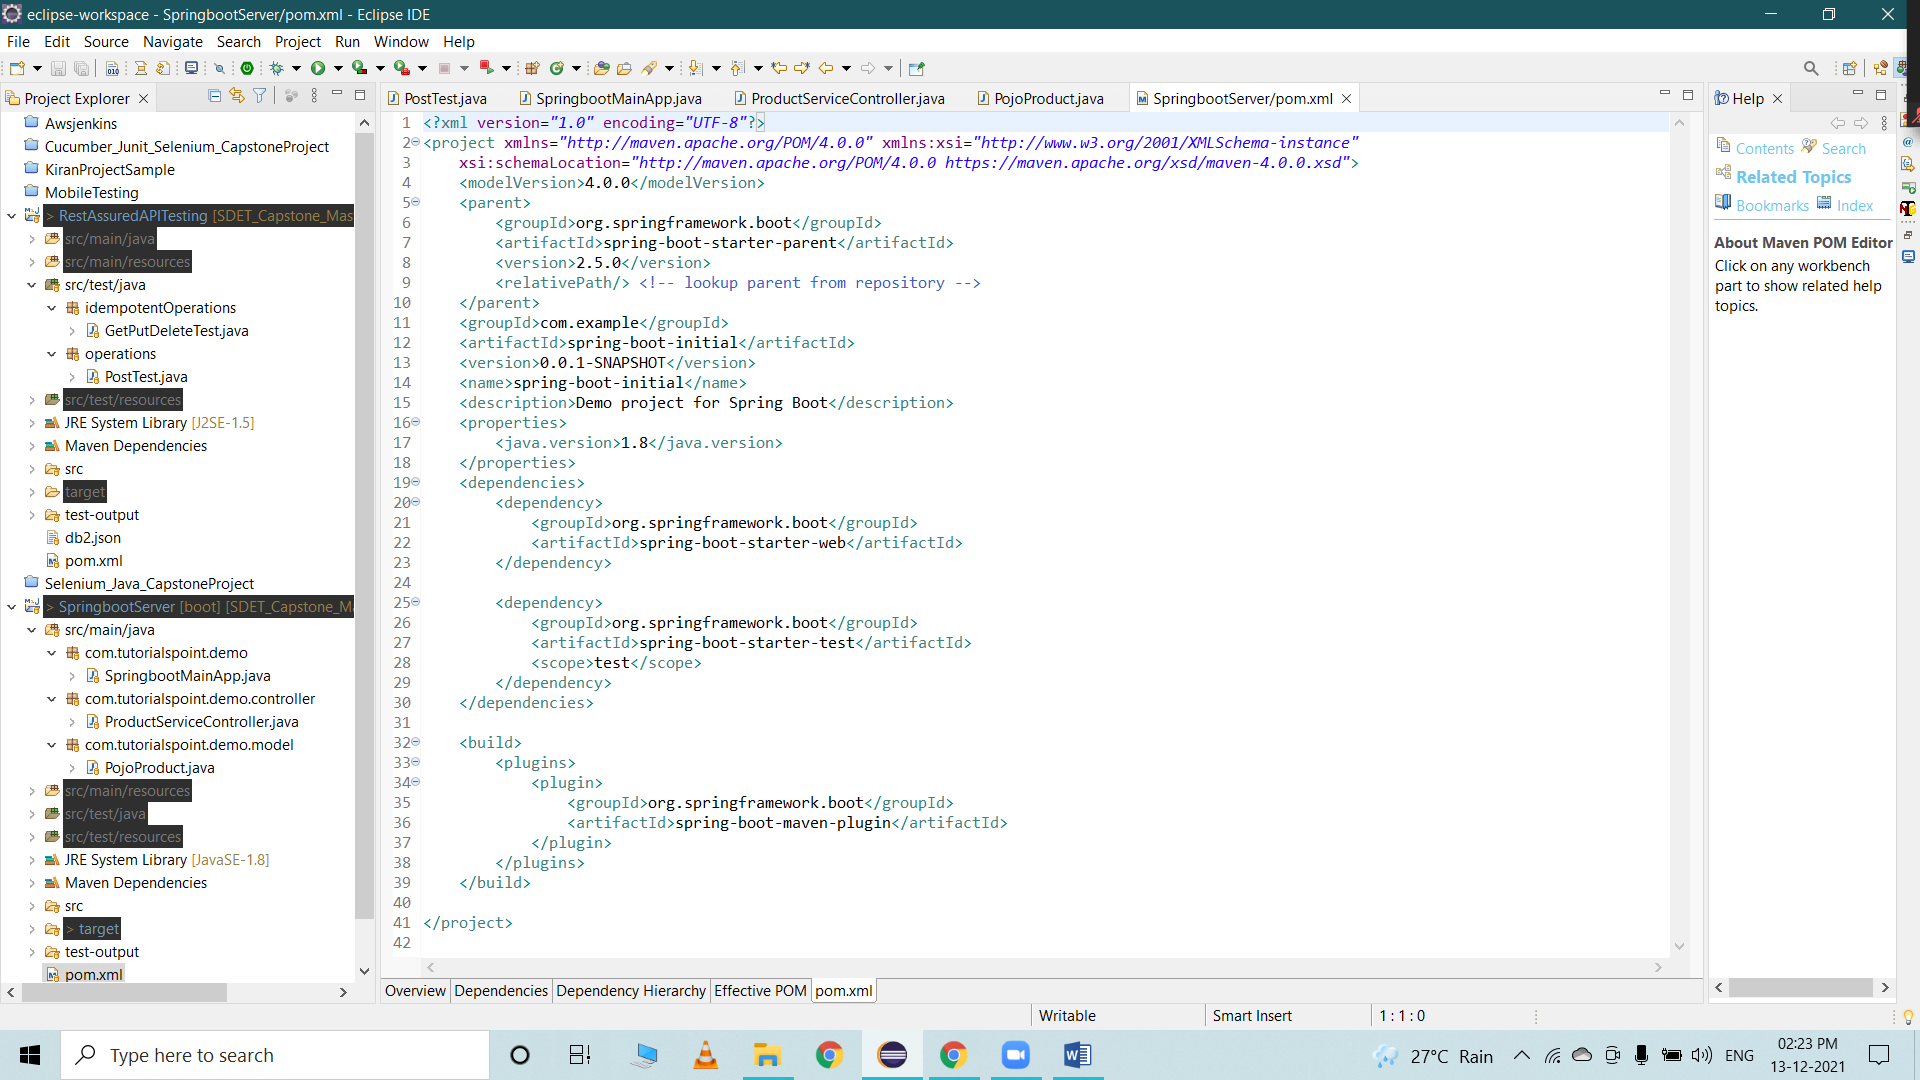 eclipse-workspace - SpringbootServer/pom.xml - Eclipse IDE
File Edit Source Navigate Search Project Run Window Help
Project Explorer
Awsjenkins
Cucumber_Junit_Selenium_CapstoneProject
KiranProjectSample
MobileTesting
> RestAssuredAPITesting [SDET_Capstone_Mas
src/main/java
src/main/resources
src/test/java
idempotentOperations
GetPutDeleteTest.java
operations
PostTest.java
src/test/resources
JRE System Library [J2SE-1.5]
Maven Dependencies
src
target
test-output
db2.json
pom.xml
Selenium_Java_CapstoneProject
> SpringbootServer [boot] [SDET_Capstone_M
src/main/java
com.tutorialspoint.demo
SpringbootMainApp.java
com.tutorialspoint.demo.controller
ProductServiceController.java
com.tutorialspoint.demo.model
PojoProduct.java
src/main/resources
src/test/java
src/test/resources
JRE System Library [JavaSE-1.8]
Maven Dependencies
src
> target
test-output
pom.xml
PostTest.java SpringbootMainApp.java ProductServiceController.java PojoProduct.java SpringbootServer/pom.xml
1 <?xml version="1.0" encoding="UTF-8"?>
2 <project xmlns="http://maven.apache.org/POM/4.0.0" xmlns:xsi="http://www.w3.org/2001/XMLSchema-instance"
3 xsi:schemaLocation="http://maven.apache.org/POM/4.0.0 https://maven.apache.org/xsd/maven-4.0.0.xsd">
4 <modelVersion>4.0.0</modelVersion>
5 <parent>
6 <groupId>org.springframework.boot</groupId>
7 <artifactId>spring-boot-starter-parent</artifactId>
8 <version>2.5.0</version>
9 <relativePath/> <!-- lookup parent from repository -->
10 </parent>
11 <groupId>com.example</groupId>
12 <artifactId>spring-boot-initial</artifactId>
13 <version>0.0.1-SNAPSHOT</version>
14 <name>spring-boot-initial</name>
15 <description>Demo project for Spring Boot</description>
16 <properties>
17 <java.version>1.8</java.version>
18 </properties>
19 <dependencies>
20 <dependency>
21 <groupId>org.springframework.boot</groupId>
22 <artifactId>spring-boot-starter-web</artifactId>
23 </dependency>
24
25 <dependency>
26 <groupId>org.springframework.boot</groupId>
27 <artifactId>spring-boot-starter-test</artifactId>
28 <scope>test</scope>
29 </dependency>
30 </dependencies>
31
32 <build>
33 <plugins>
34 <plugin>
35 <groupId>org.springframework.boot</groupId>
36 <artifactId>spring-boot-maven-plugin</artifactId>
37 </plugin>
38 </plugins>
39 </build>
40
41 </project>
42
Overview Dependencies Dependency Hierarchy Effective POM pom.xml
Help
Contents Search
Related Topics
Bookmarks Index
About Maven POM Editor
Click on any workbench
part to show related help
topics.
Writable Smart Insert 1 : 1 : 0
Type here to search
27°C Rain
ENG
02:23 PM
13-12-2021